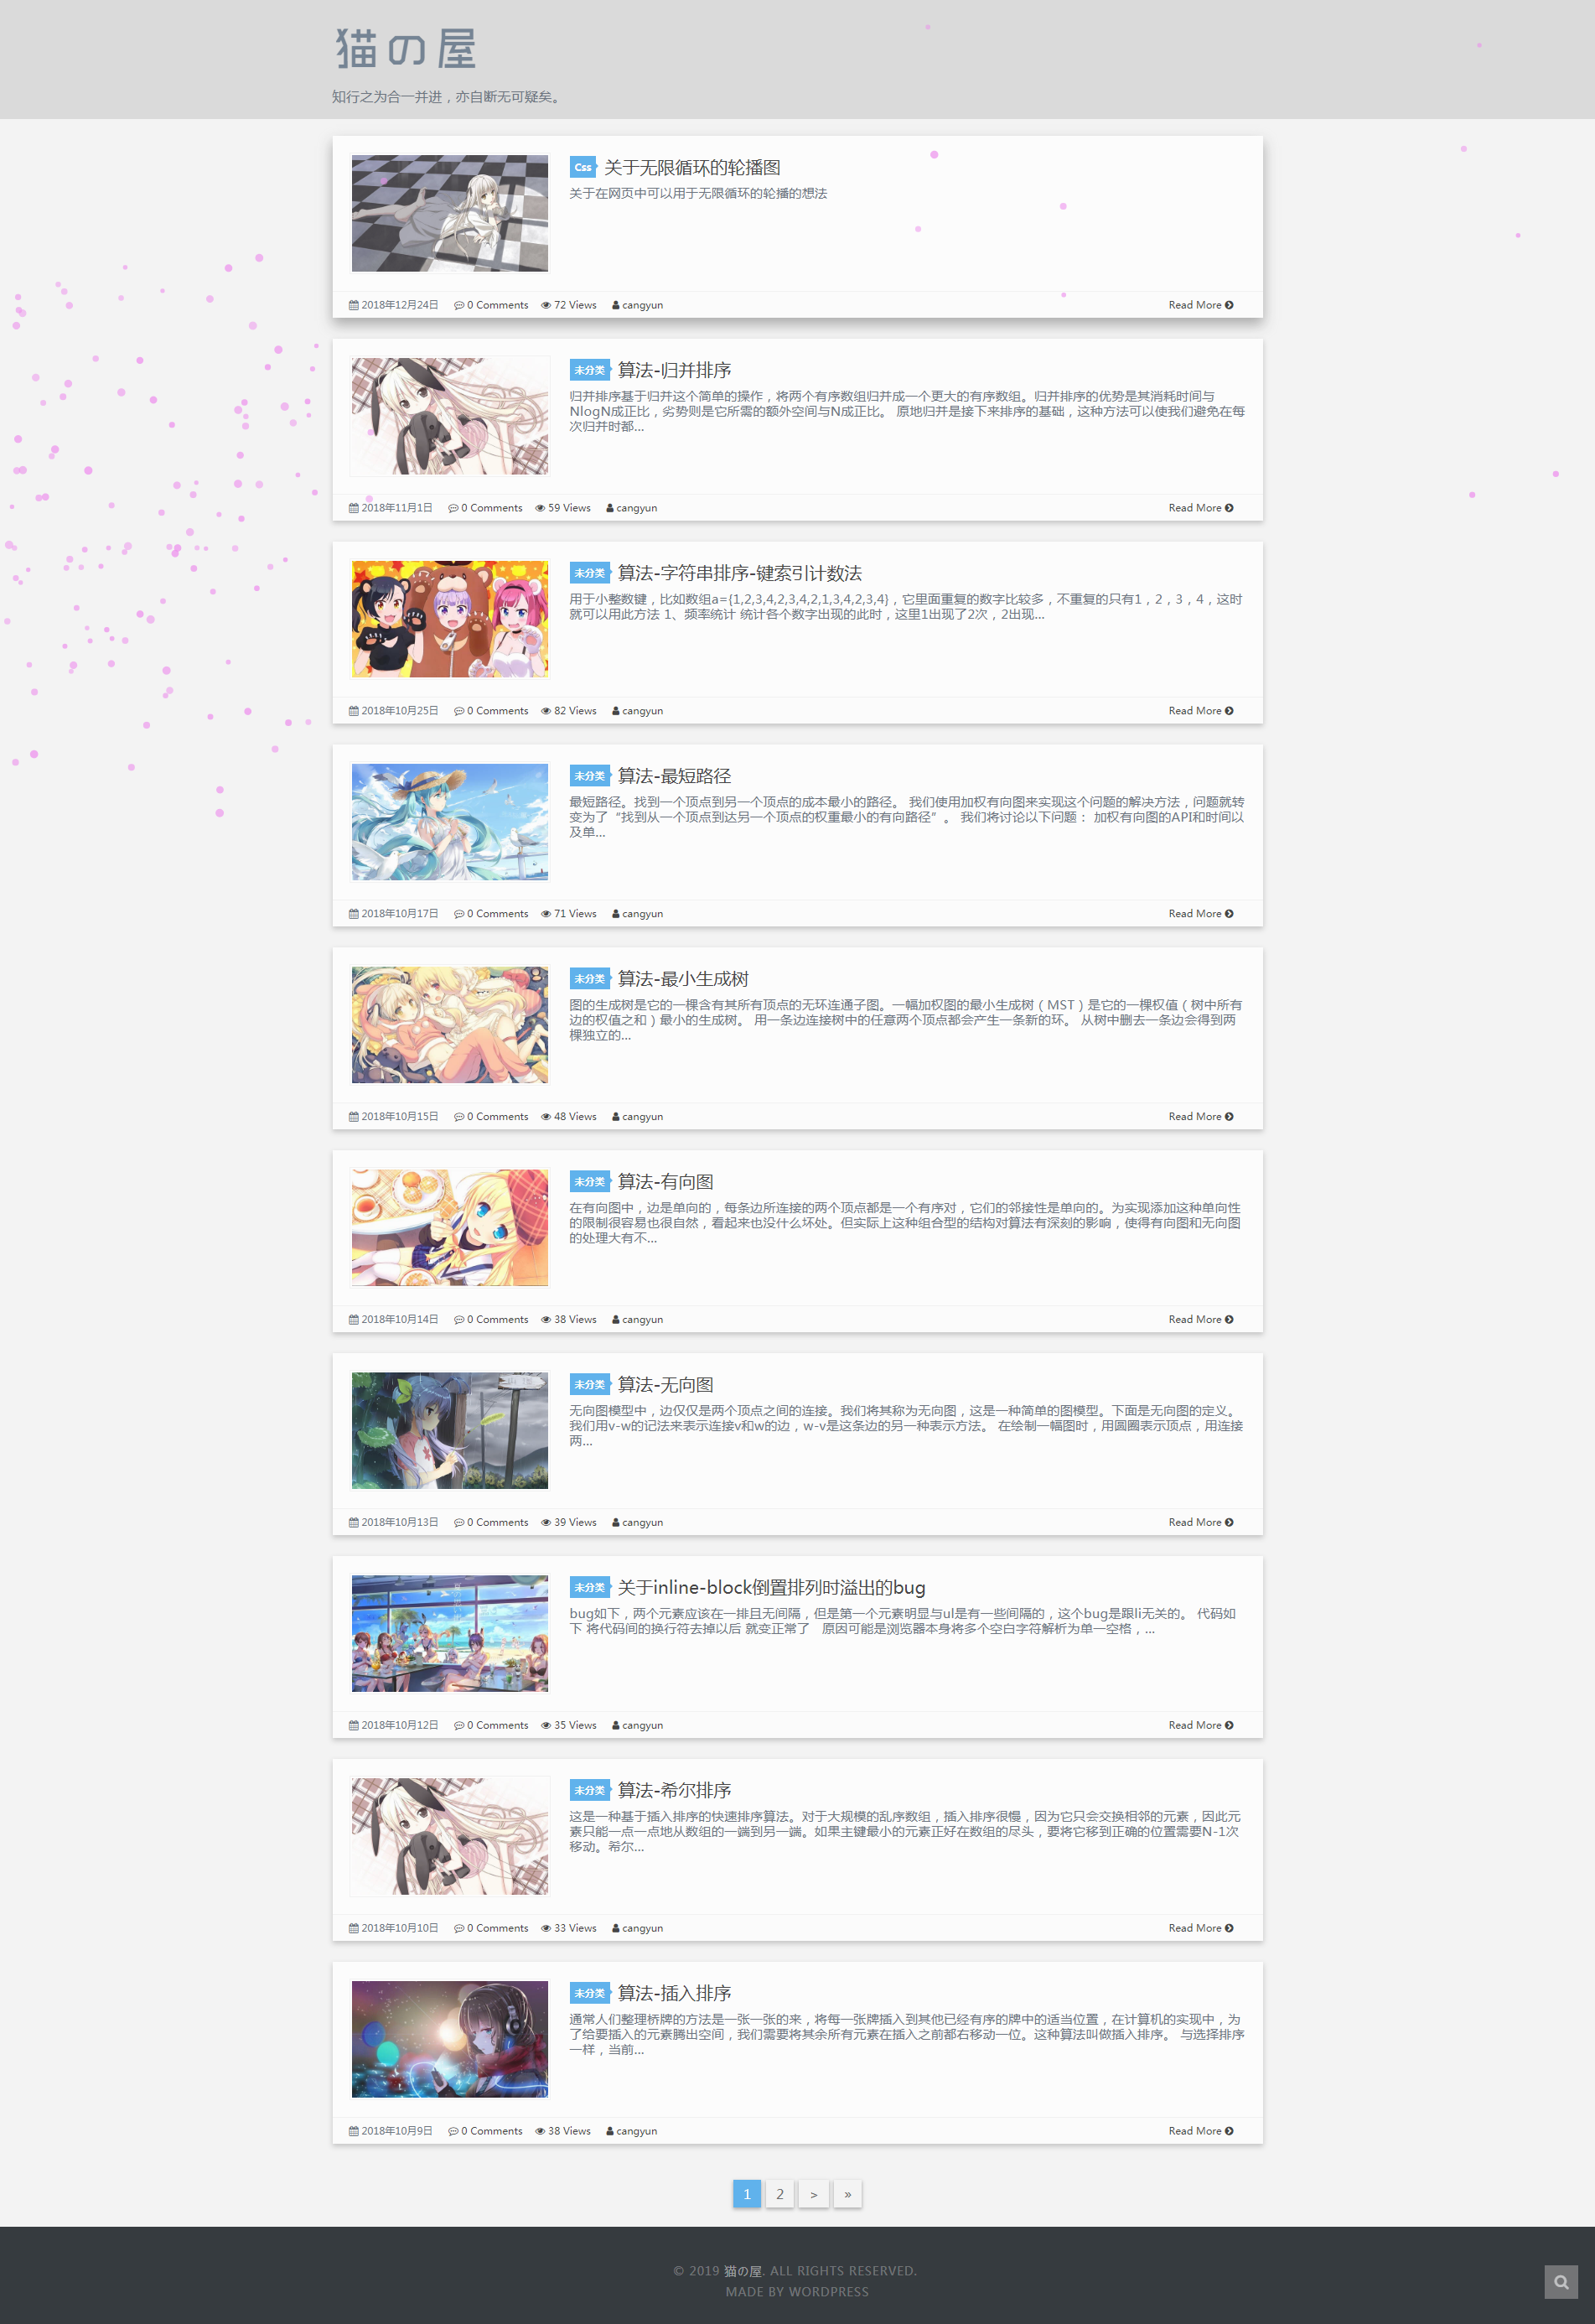 猫の屋
知行之为合一并进，亦自断无可疑矣。
Css 关于无限循环的轮播图
关于在网页中可以用于无限循环的轮播的想法
2018年12月24日 0 Comments 72 Views cangyun Read More
未分类 算法-归并排序
归并排序基于归并这个简单的操作，将两个有序数组归并成一个更大的有序数组。归并排序的优势是其消耗时间与
NlogN成正比，劣势则是它所需的额外空间与N成正比。 原地归并是接下来排序的基础，这种方法可以使我们避免在每
次归并时都...
2018年11月1日 0 Comments 59 Views cangyun Read More
未分类 算法-字符串排序-键索引计数法
用于小整数键，比如数组a={1,2,3,4,2,3,4,2,1,3,4,2,3,4}，它里面重复的数字比较多，不重复的只有1，2，3，4，这时
就可以用此方法 1、频率统计 统计各个数字出现的此时，这里1出现了2次，2出现...
2018年10月25日 0 Comments 82 Views cangyun Read More
未分类 算法-最短路径
最短路径。找到一个顶点到另一个顶点的成本最小的路径。 我们使用加权有向图来实现这个问题的解决方法，问题就转
变为了“找到从一个顶点到达另一个顶点的权重最小的有向路径”。 我们将讨论以下问题： 加权有向图的API和时间以
及单...
2018年10月17日 0 Comments 71 Views cangyun Read More
未分类 算法-最小生成树
图的生成树是它的一棵含有其所有顶点的无环连通子图。一幅加权图的最小生成树（MST）是它的一棵权值（树中所有
边的权值之和）最小的生成树。 用一条边连接树中的任意两个顶点都会产生一条新的环。 从树中删去一条边会得到两
棵独立的...
2018年10月15日 0 Comments 48 Views cangyun Read More
未分类 算法-有向图
在有向图中，边是单向的，每条边所连接的两个顶点都是一个有序对，它们的邻接性是单向的。为实现添加这种单向性
的限制很容易也很自然，看起来也没什么坏处。但实际上这种组合型的结构对算法有深刻的影响，使得有向图和无向图
的处理大有不...
2018年10月14日 0 Comments 38 Views cangyun Read More
未分类 算法-无向图
无向图模型中，边仅仅是两个顶点之间的连接。我们将其称为无向图，这是一种简单的图模型。下面是无向图的定义。
我们用v-w的记法来表示连接v和w的边，w-v是这条边的另一种表示方法。 在绘制一幅图时，用圆圈表示顶点，用连接
两...
2018年10月13日 0 Comments 39 Views cangyun Read More
未分类 关于inline-block倒置排列时溢出的bug
bug如下，两个元素应该在一排且无间隔，但是第一个元素明显与ul是有一些间隔的，这个bug是跟li无关的。 代码如
下 将代码间的换行符去掉以后 就变正常了 原因可能是浏览器本身将多个空白字符解析为单一空格，...
2018年10月12日 0 Comments 35 Views cangyun Read More
未分类 算法-希尔排序
这是一种基于插入排序的快速排序算法。对于大规模的乱序数组，插入排序很慢，因为它只会交换相邻的元素，因此元
素只能一点一点地从数组的一端到另一端。如果主键最小的元素正好在数组的尽头，要将它移到正确的位置需要N-1次
移动。希尔...
2018年10月10日 0 Comments 33 Views cangyun Read More
未分类 算法-插入排序
通常人们整理桥牌的方法是一张一张的来，将每一张牌插入到其他已经有序的牌中的适当位置，在计算机的实现中，为
了给要插入的元素腾出空间，我们需要将其余所有元素在插入之前都右移动一位。这种算法叫做插入排序。 与选择排序
一样，当前...
2018年10月9日 0 Comments 38 Views cangyun Read More
1 2 > »
© 2019 猫の屋. ALL RIGHTS RESERVED.
MADE BY WORDPRESS